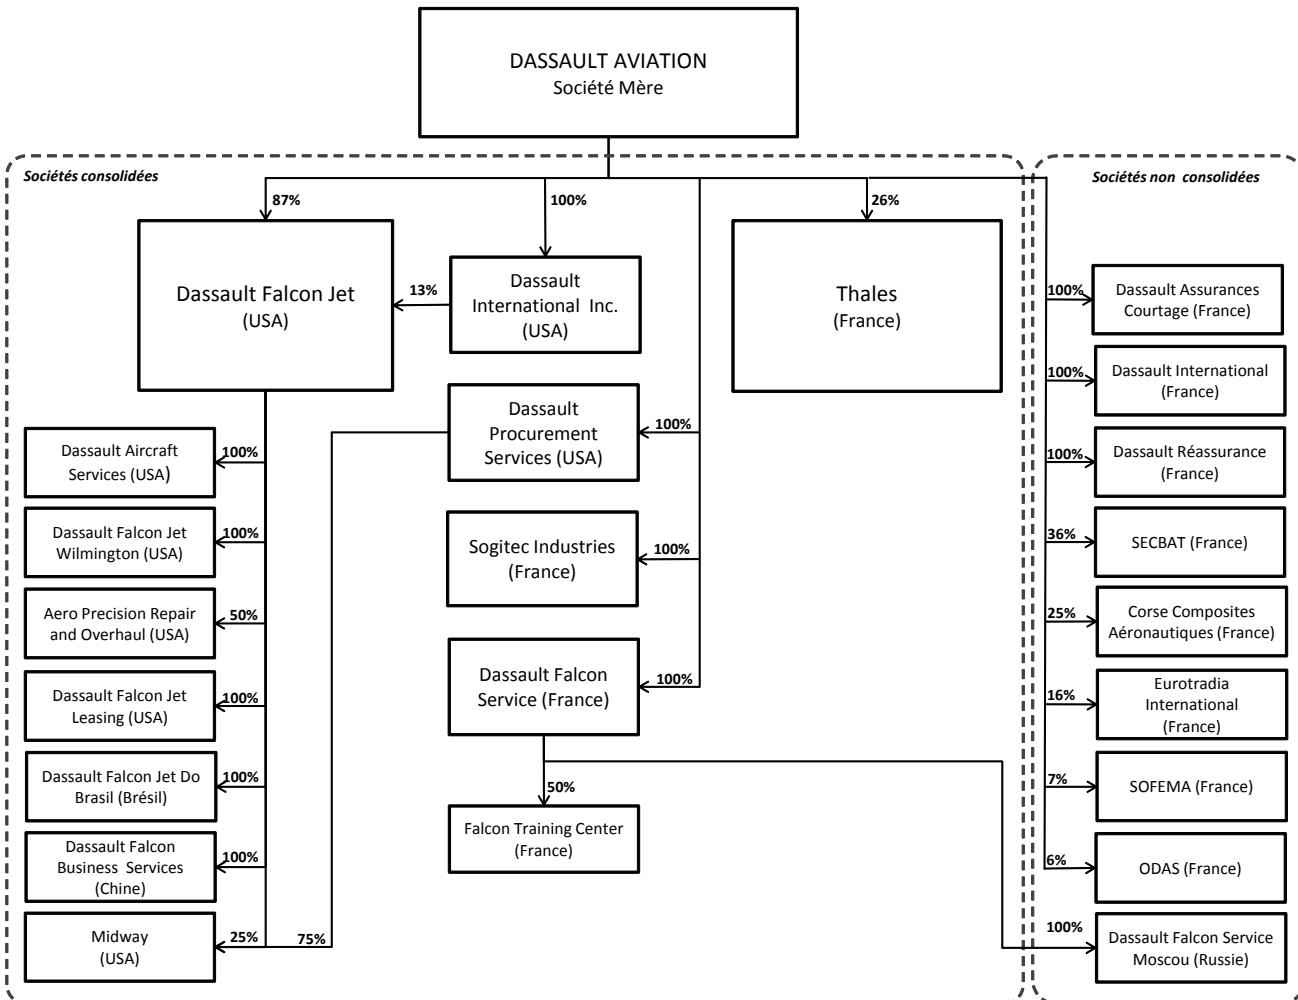 DASSAULT AVIATION
Société Mère
Sociétés consolidées
Sociétés non consolidées
87%
100%
26%
Dassault Falcon Jet
(USA)
13%
Dassault
International Inc.
(USA)
Thales
(France)
100%
Dassault Assurances
Courtage (France)
100%
Dassault International
(France)
Dassault
Procurement
Services (USA)
100%
Dassault Aircraft
Services (USA)
100%
100%
Dassault Réassurance
(France)
Dassault Falcon Jet
Wilmington (USA)
100%
Sogitec Industries
(France)
100%
36%
SECBAT (France)
Aero Precision Repair
and Overhaul (USA)
50%
25%
Corse Composites
Aéronautiques (France)
Dassault Falcon Jet
Leasing (USA)
100%
Dassault Falcon
Service (France)
100%
16%
Eurotradia
International
(France)
Dassault Falcon Jet Do
Brasil (Brésil)
100%
50%
7%
SOFEMA (France)
Falcon Training Center
(France)
Dassault Falcon
Business Services
(Chine)
100%
6%
ODAS (France)
Midway
(USA)
25%
75%
100%
Dassault Falcon Service
Moscou (Russie)